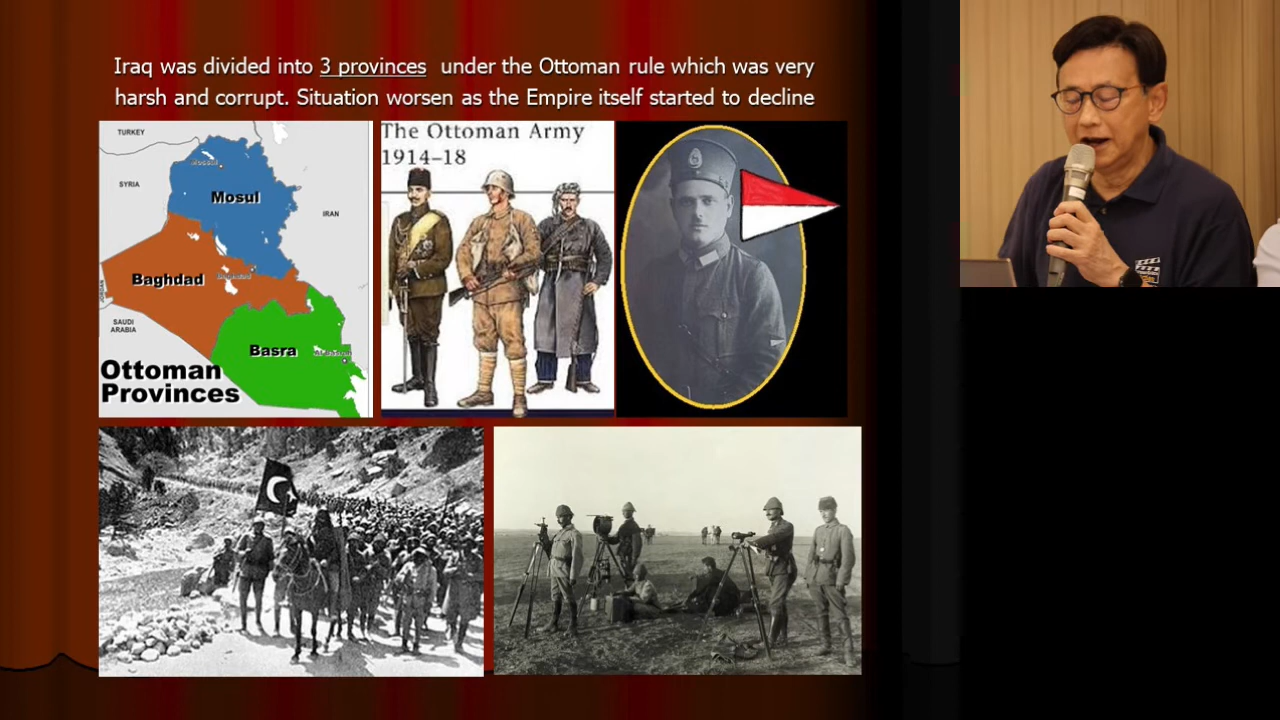 Iraq was divided into 3 provinces under the Ottoman rule which was very
harsh and corrupt. Situation worsen as the Empire itself started to decline
TURKEY
SYRIA
IRAN
Mosul
Baghdad
SAUDI
ARABIA
Basra
Ottoman
Provinces
The Ottoman Army
1914–18